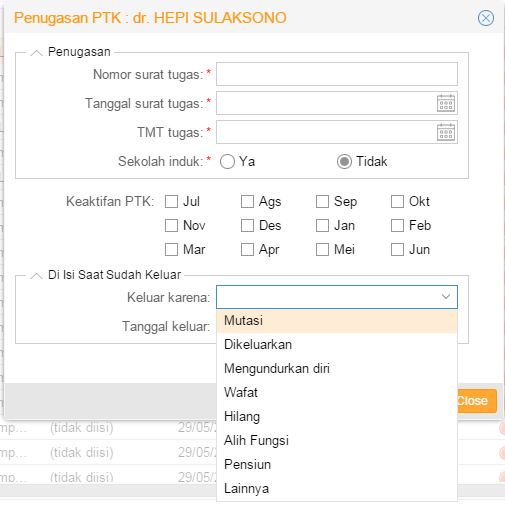 Penugasan PTK : dr. HEPI SULAKSONO
Penugasan
Nomor surat tugas: *
Tanggal surat tugas: *
TMT tugas: *
Sekolah induk: * Ya Tidak
Keaktifan PTK: Jul Ags Sep Okt
Nov Des Jan Feb
Mar Apr Mei Jun
Di Isi Saat Sudah Keluar
Keluar karena:
Tanggal keluar:
Mutasi
Dikeluarkan
Mengundurkan diri
Wafat
Close
Hilang
mp... (tidak diisi) 29/05/2
Alih Fungsi
mp... (tidak diisi) 29/05/
Pensiun
mp... (tidak diisi) 29/05/
Lainnya